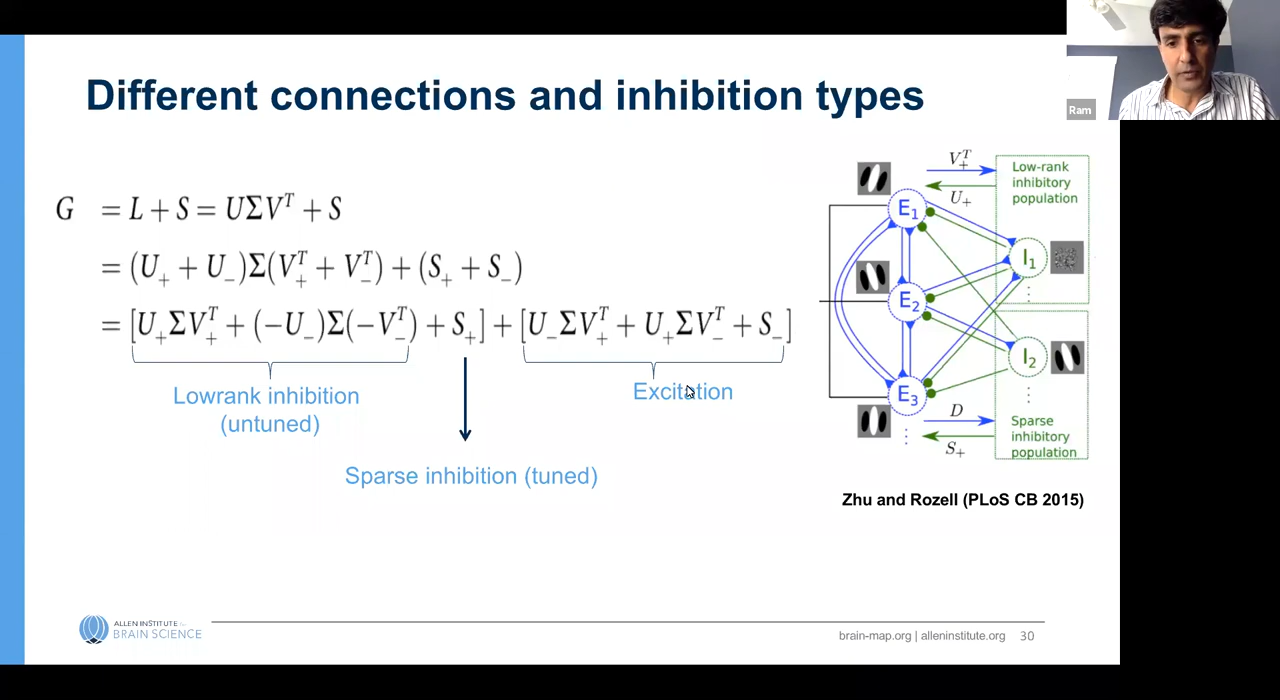 Ram
Different connections and inhibition types
G = L + S = UΣVᵀ + S
= (U₊ + U₋)Σ(V₊ᵀ + V₋ᵀ) + (S₊ + S₋)
= [U₊ΣV₊ᵀ + (−U₋)Σ(−V₋ᵀ) + S₊] + [U₋ΣV₊ᵀ + U₊ΣV₋ᵀ + S₋]
Lowrank inhibition
(untuned)
Excitation
Sparse inhibition (tuned)
V₊ᵀ
U₊
Low-rank
inhibitory
population
E₁
I₁
E₂
I₂
E₃
D
S₊
Sparse
inhibitory
population
Zhu and Rozell (PLoS CB 2015)
ALLEN INSTITUTE for
BRAIN SCIENCE
brain-map.org | alleninstitute.org 30